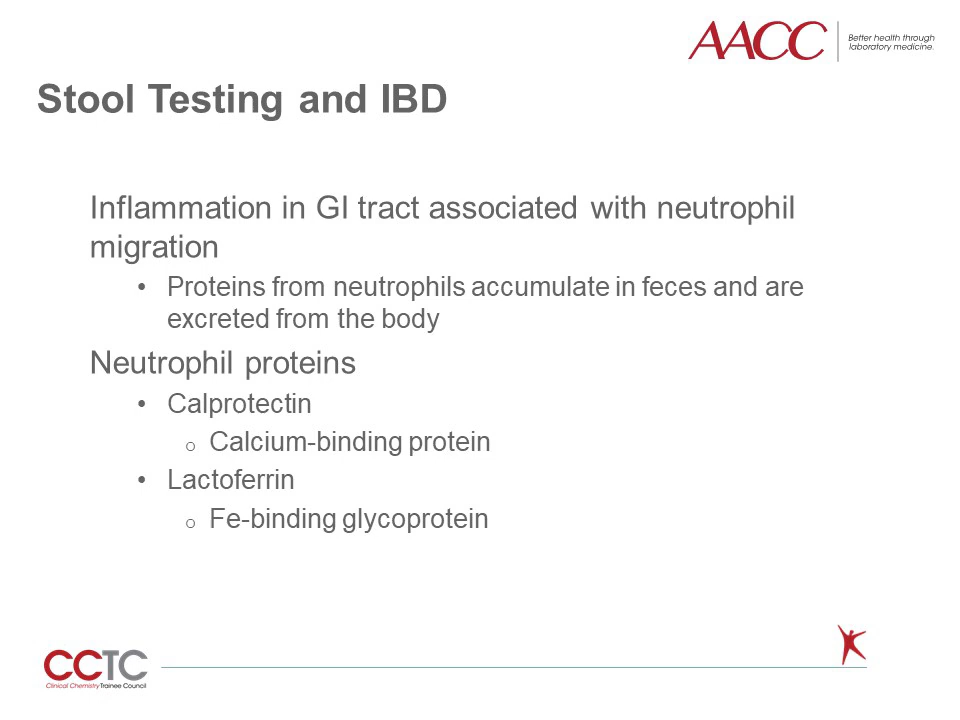 AACC
Better health through
laboratory medicine.
Stool Testing and IBD
Inflammation in GI tract associated with neutrophil
migration
• Proteins from neutrophils accumulate in feces and are
excreted from the body
Neutrophil proteins
• Calprotectin
o Calcium-binding protein
• Lactoferrin
o Fe-binding glycoprotein
CCTC
Clinical Chemistry Trainee Council